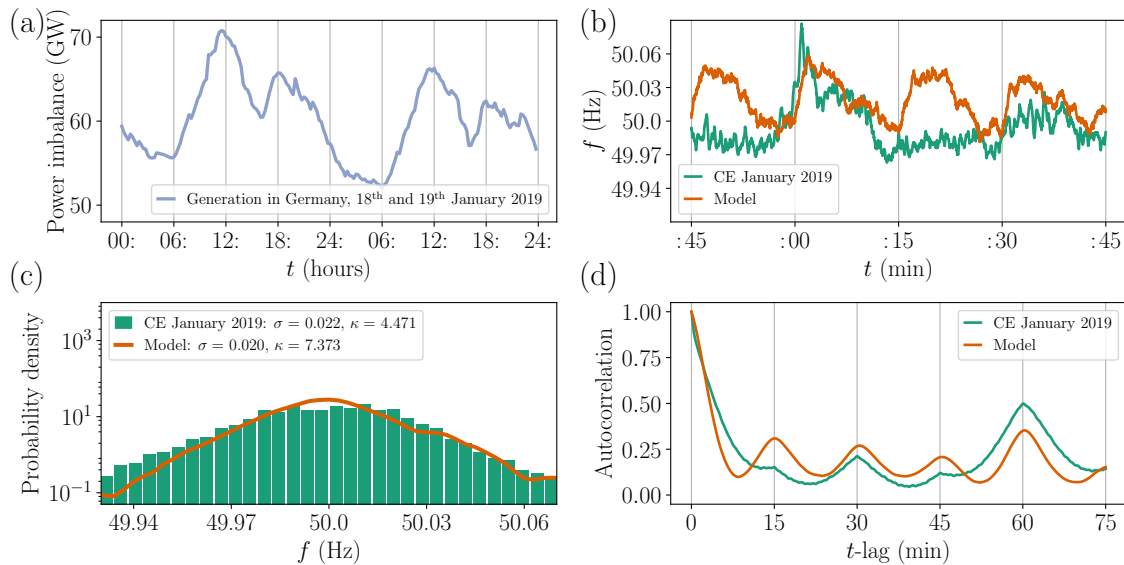 (a)
Power imbalance (GW)
70
60
50
Generation in Germany, 18th and 19th January 2019
00: 06: 12: 18: 24: 06: 12: 18: 24:
t (hours)
(b)
f (Hz)
50.06
50.03
50.0
49.97
49.94
CE January 2019
Model
:45 :00 :15 :30 :45
t (min)
(c)
Probability density
10³
10¹
10⁻¹
CE January 2019: σ = 0.022, κ = 4.471
Model: σ = 0.020, κ = 7.373
49.94 49.97 50.0 50.03 50.06
f (Hz)
(d)
Autocorrelation
1.00
0.75
0.50
0.25
0.00
CE January 2019
Model
0 15 30 45 60 75
t-lag (min)